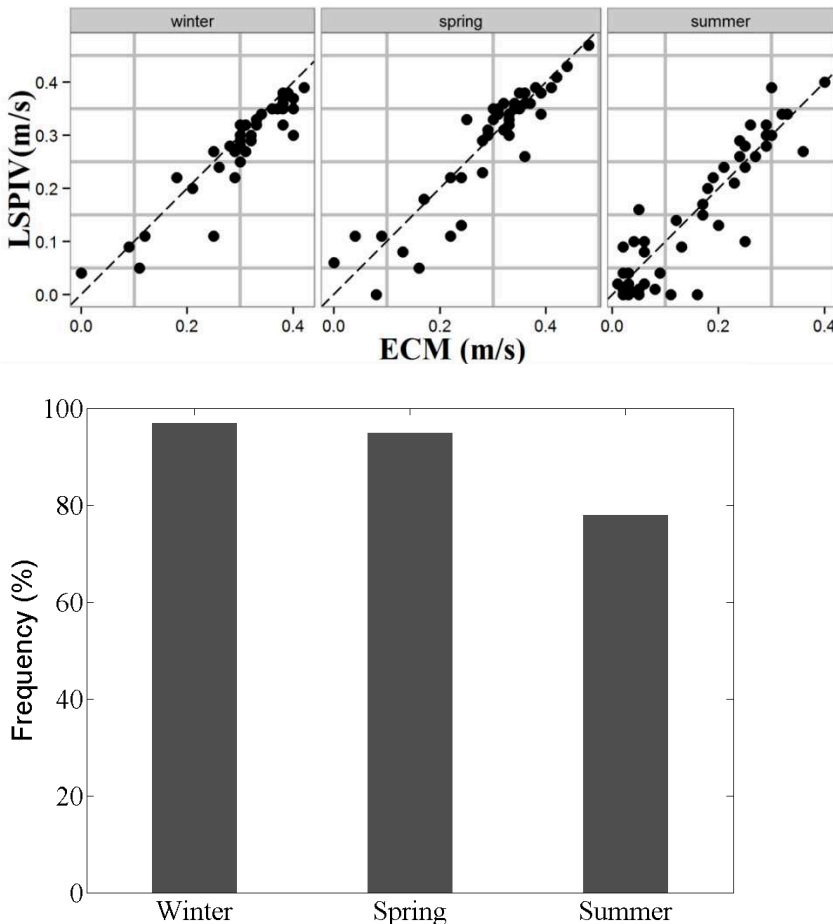 winter spring summer
LSPIV(m/s)
0.4
0.3
0.2
0.1
0.0
0.0 0.2 0.4 0.0 0.2 0.4 0.0 0.2 0.4
ECM (m/s)
Frequency (%)
100
80
60
40
20
0
Winter Spring Summer